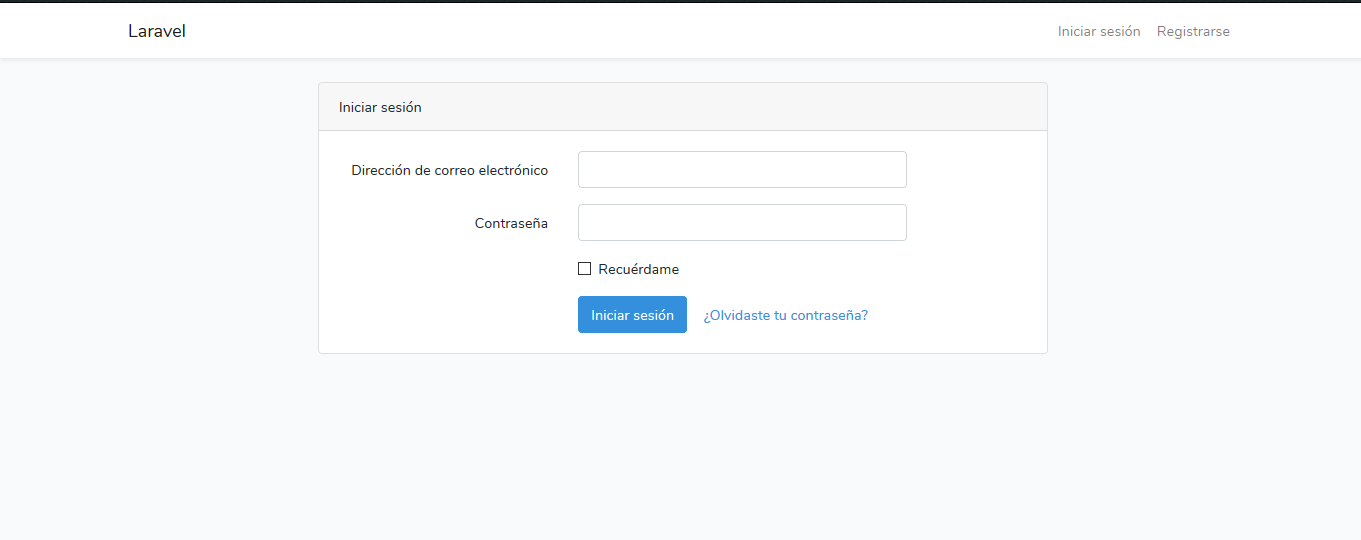 Laravel
Iniciar sesión
Registrarse
Iniciar sesión
Dirección de correo electrónico
Contraseña
Recuérdame
Iniciar sesión
¿Olvidaste tu contraseña?